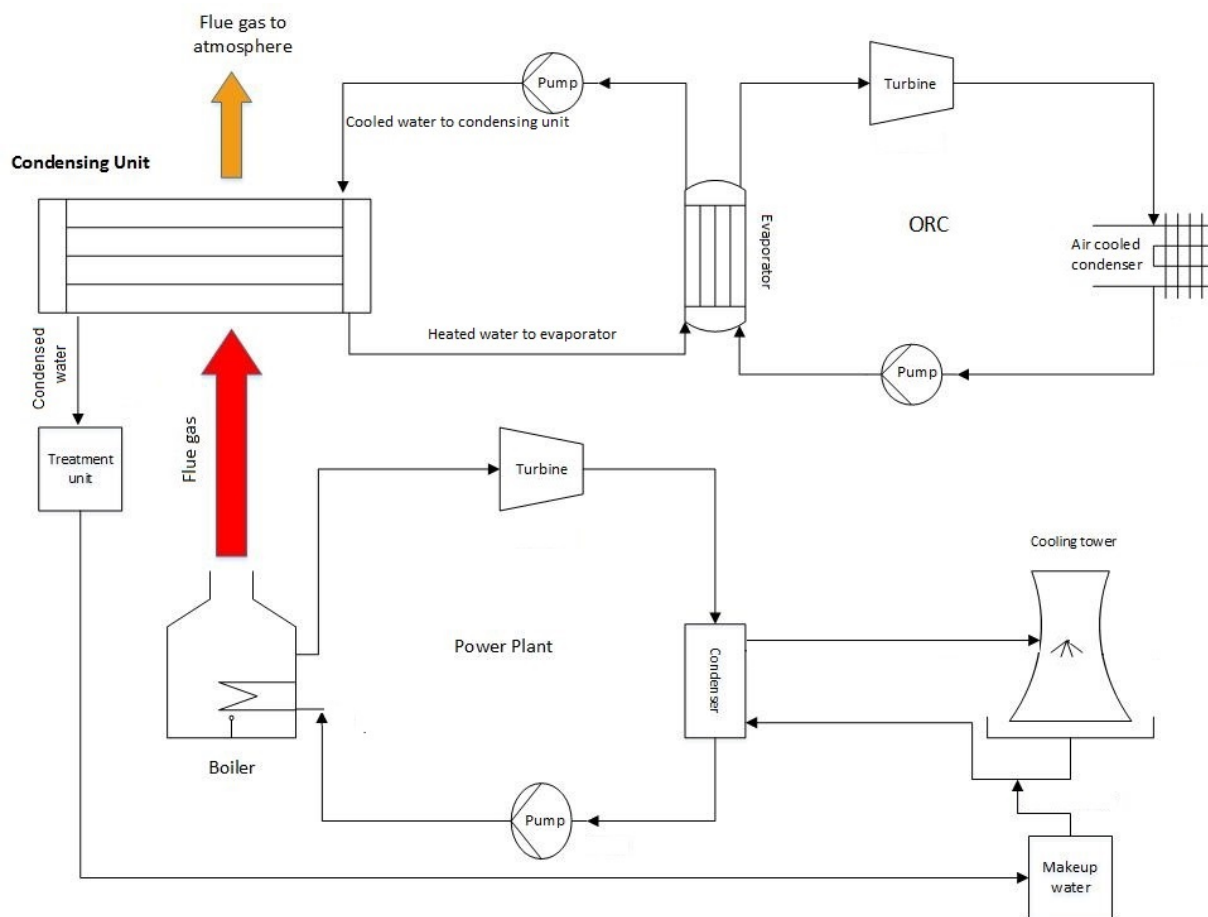 Flue gas to
atmosphere
Pump
Turbine
Cooled water to condensing unit
Condensing Unit
Evaporator
ORC
Air cooled
condenser
Heated water to evaporator
Condensed
water
Pump
Flue gas
Treatment
unit
Turbine
Cooling tower
Power Plant
Condenser
Boiler
Pump
Makeup
water